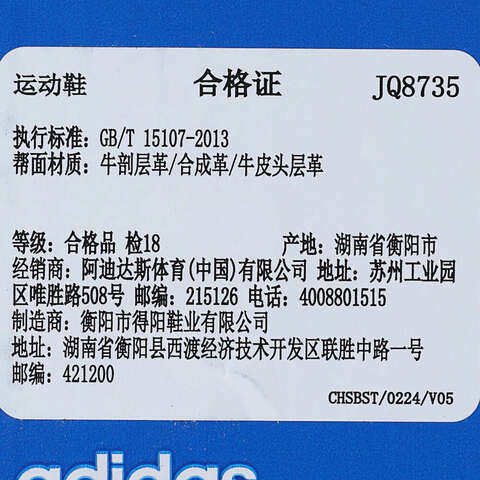 运动鞋 合格证 JQ8735
执行标准: GB/T 15107-2013
帮面材质: 牛剖层革/合成革/牛皮头层革
等级: 合格品 检18 产地: 湖南省衡阳市
经销商: 阿迪达斯体育(中国)有限公司 地址: 苏州工业园
区唯胜路508号 邮编: 215126 电话: 4008801515
制造商: 衡阳市得阳鞋业有限公司
地址: 湖南省衡阳县西渡经济技术开发区联胜中路一号
邮编: 421200
CHSBST/0224/V05
adidas